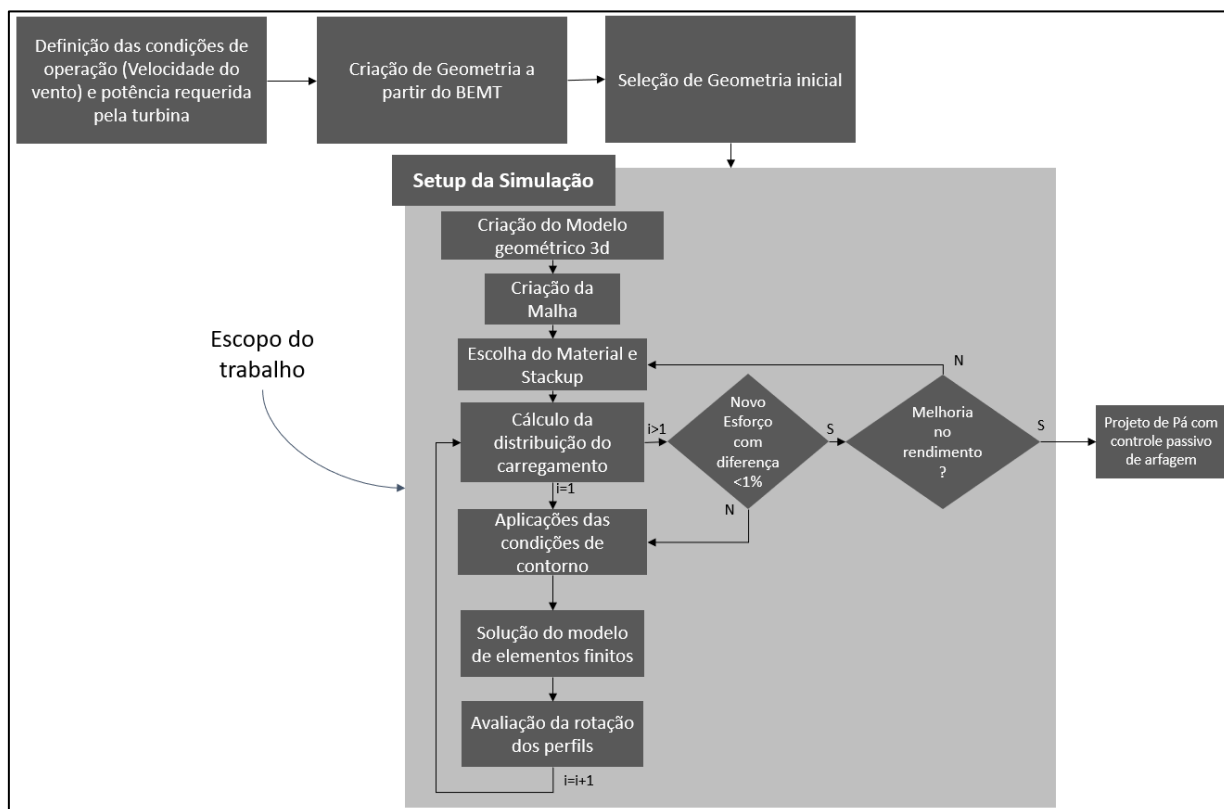 Definição das condições de
operação (Velocidade do
vento) e potência requerida
pela turbina
Criação de Geometria a
partir do BEMT
Seleção de Geometria inicial
Setup da Simulação
Criação do Modelo
geométrico 3d
Criação da
Malha
Escolha do Material e
Stackup
Cálculo da
distribuição do
carregamento
i>1
i=1
Novo
Esforço
com
diferença
<1%
S
N
Melhoria
no
rendimento
?
N
S
Projeto de Pá com
controle passivo
de arfagem
Aplicações das
condições de
contorno
Solução do modelo
de elementos finitos
Avaliação da rotação
dos perfils
i=i+1
Escopo do
trabalho